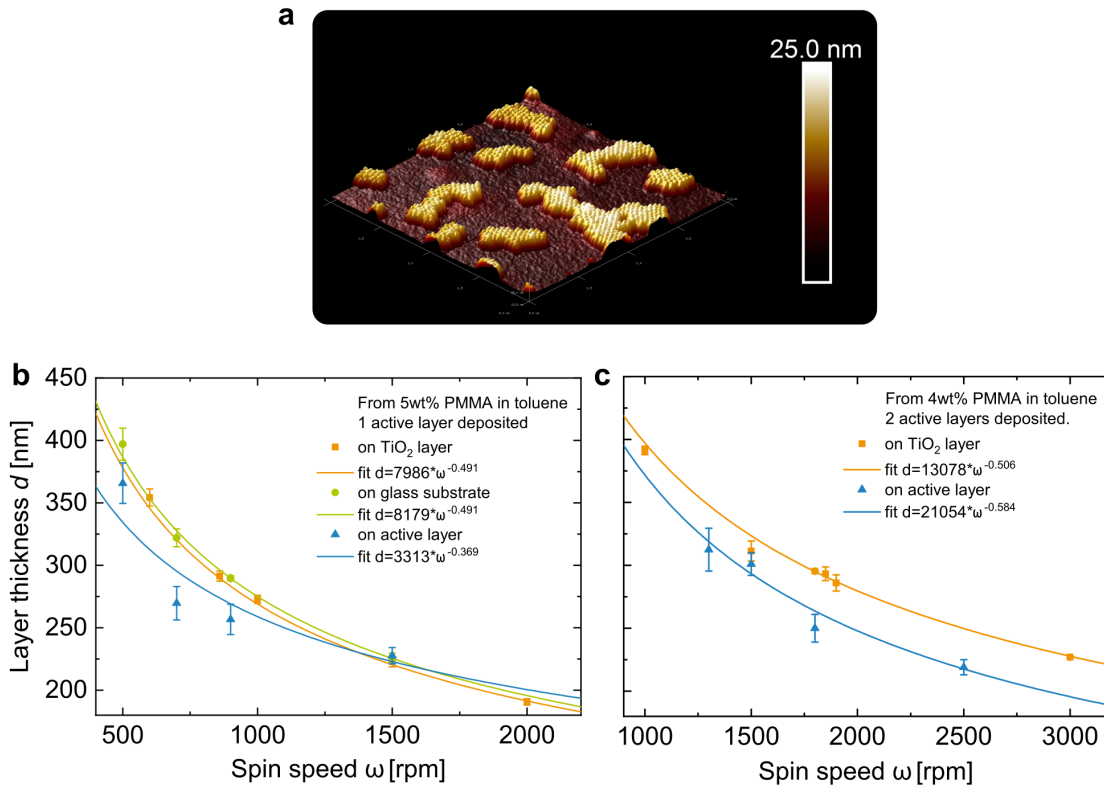 a
25.0 nm
b
450
400
350
300
250
200
Layer thickness d [nm]
500
1000
1500
2000
Spin speed ω [rpm]
From 5wt% PMMA in toluene
1 active layer deposited
on TiO₂ layer
fit d=7986*ω⁻⁰·⁴⁹¹
on glass substrate
fit d=8179*ω⁻⁰·⁴⁹¹
on active layer
fit d=3313*ω⁻⁰·³⁶⁹
c
From 4wt% PMMA in toluene
2 active layers deposited.
on TiO₂ layer
fit d=13078*ω⁻⁰·⁵⁰⁶
on active layer
fit d=21054*ω⁻⁰·⁵⁸⁴
1000
1500
2000
2500
3000
Spin speed ω [rpm]